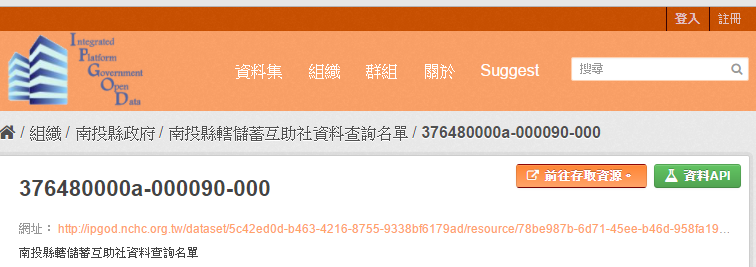 登入 註冊
Integrated
Platform
Government
Open
Data
資料集 組織 群組 關於 Suggest 搜尋
/ 組織 / 南投縣政府 / 南投縣轄儲蓄互助社資料查詢名單 / 376480000a-000090-000
376480000a-000090-000
前往存取資源。 資料API
網址： http://ipgod.nchc.org.tw/dataset/5c42ed0d-b463-4216-8755-9338bf6179ad/resource/78be987b-6d71-45ee-b46d-958fa19...
南投縣轄儲蓄互助社資料查詢名單